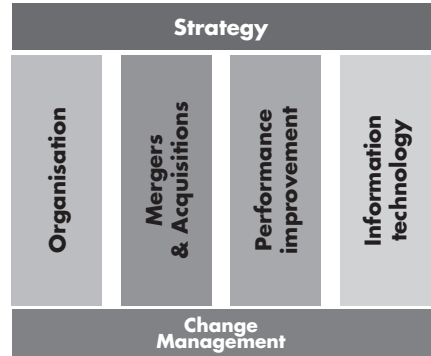 Strategy
Organisation
Mergers
& Acquisitions
Performance
improvement
Information
technology
Change
Management